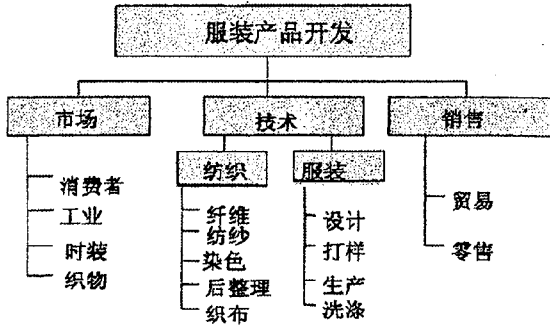 服装产品开发
市场
技术
销售
纺织
服装
消费者
工业
时装
织物
纤维
纺纱
染色
后整理
织布
设计
打样
生产
洗涤
贸易
零售